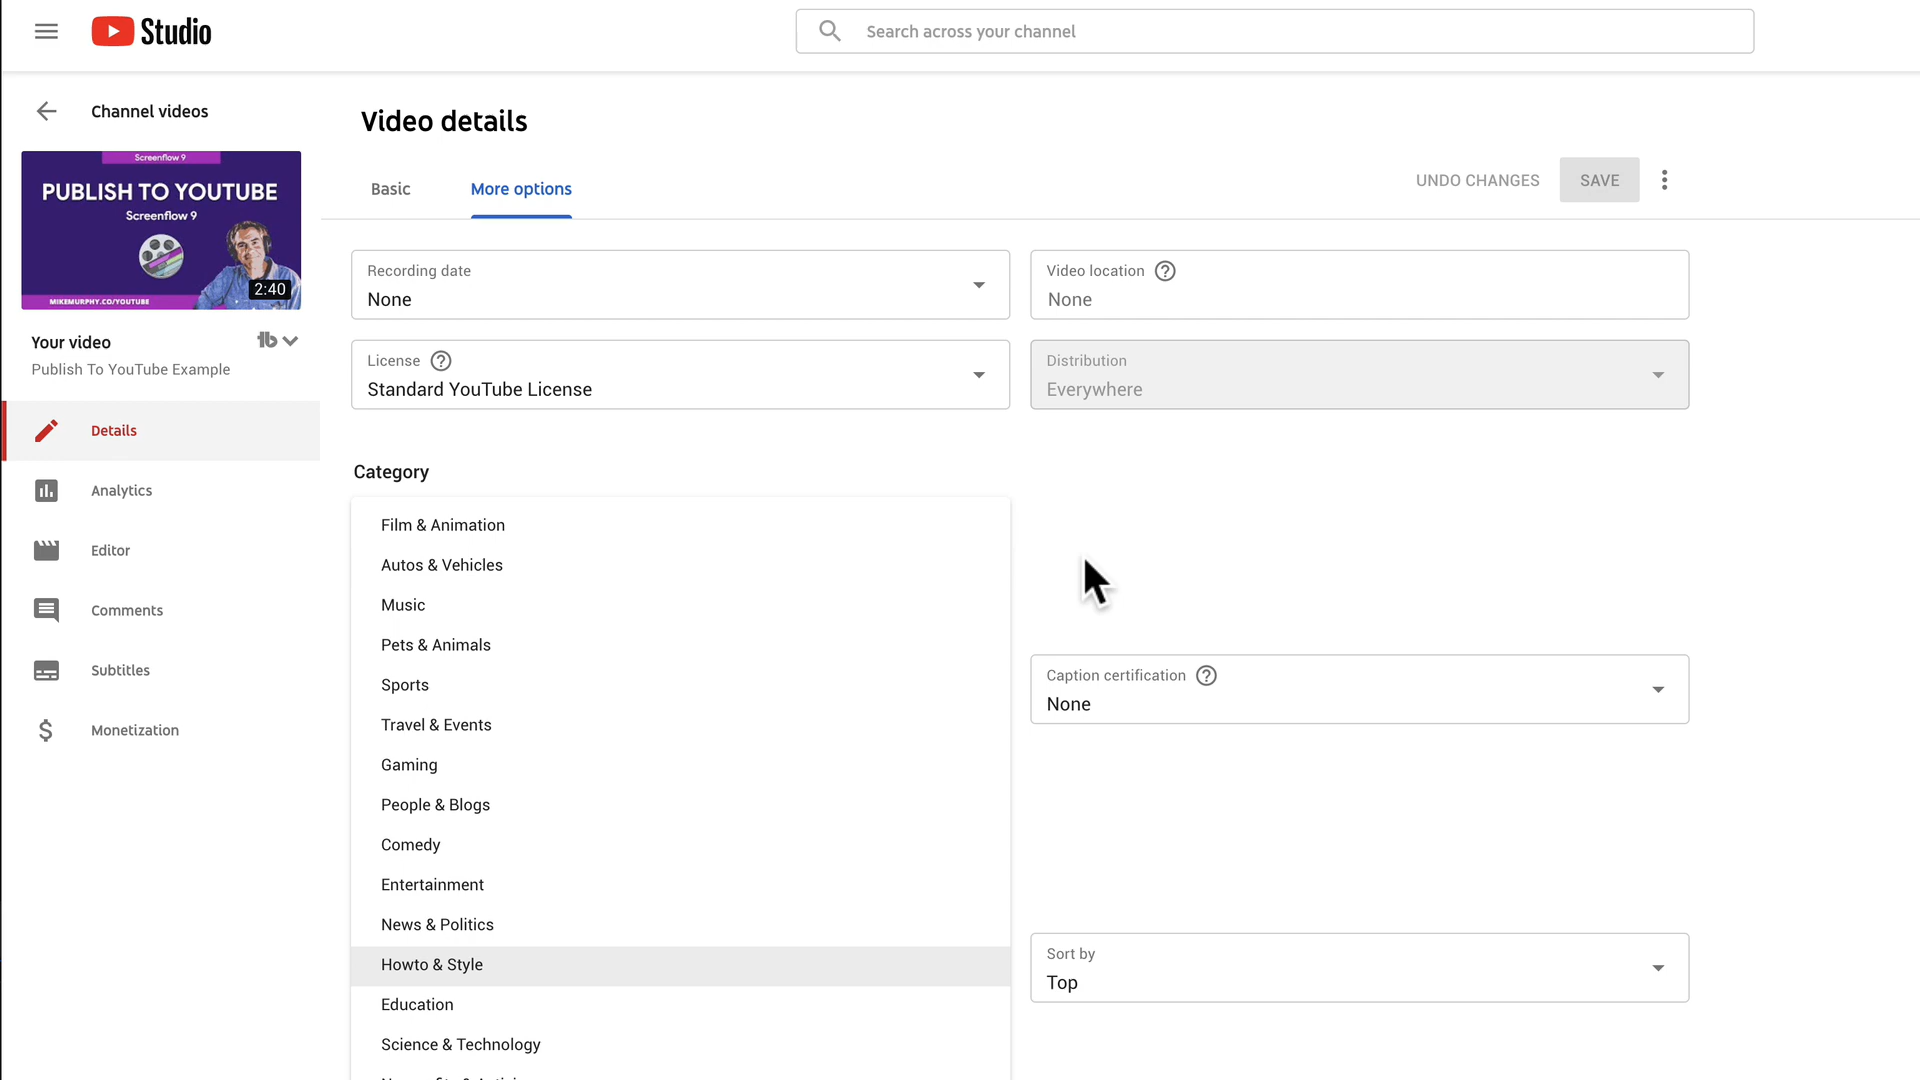 Studio
Search across your channel
Channel videos
Screenflow 9
PUBLISH TO YOUTUBE
Screenflow 9
MIKEMURPHY.CO/YOUTUBE
2:40
Your video
tb
Publish To YouTube Example
Details
Analytics
Editor
Comments
Subtitles
Monetization
Video details
Basic
More options
UNDO CHANGES
SAVE
Recording date
None
Video location ?
None
License ?
Standard YouTube License
Distribution
Everywhere
Category
Film & Animation
Autos & Vehicles
Music
Pets & Animals
Sports
Travel & Events
Gaming
People & Blogs
Comedy
Entertainment
News & Politics
Howto & Style
Education
Science & Technology
Caption certification ?
None
Sort by
Top